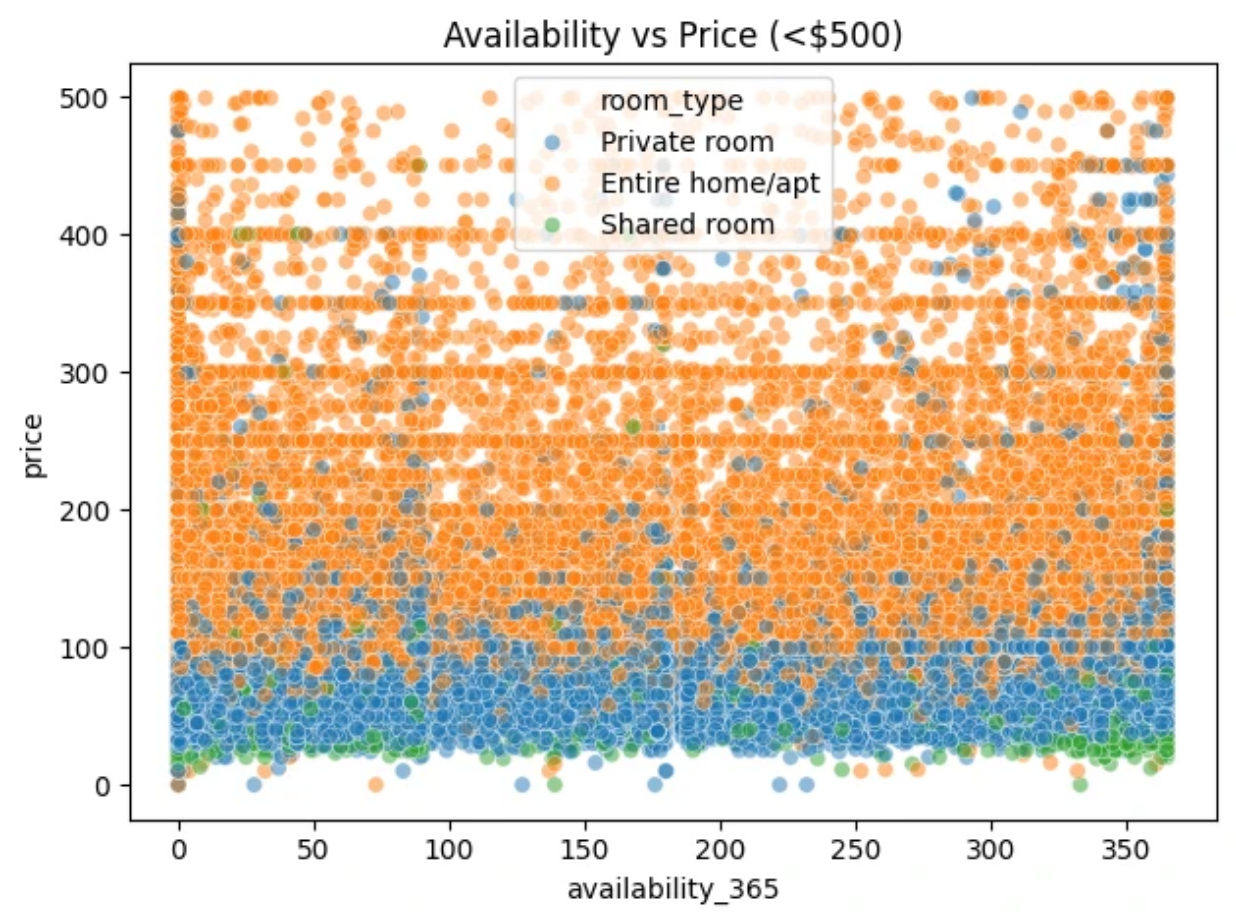 Availability vs Price (<$500)
room_type
Private room
Entire home/apt
Shared room
price
500
400
300
200
100
0
0 50 100 150 200 250 300 350
availability_365